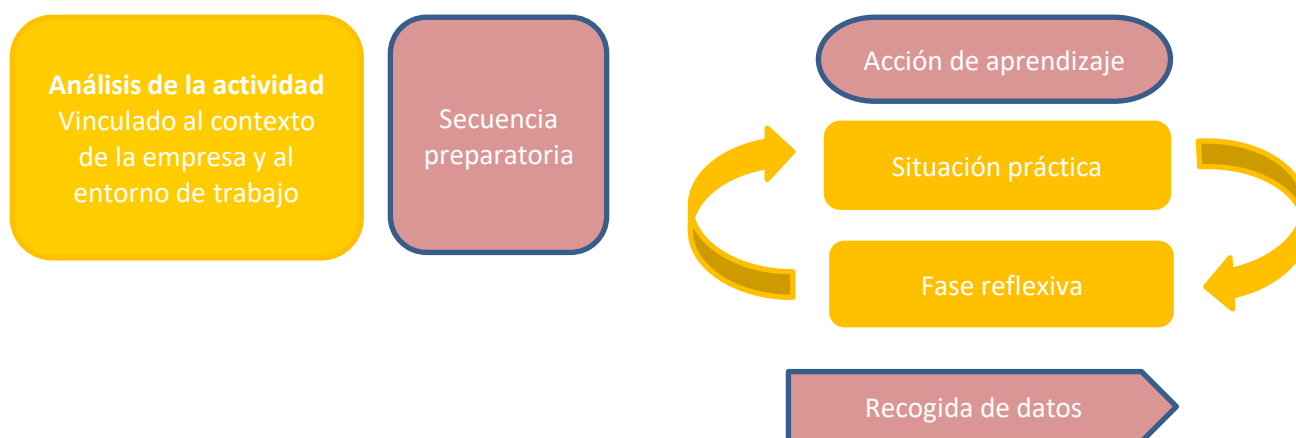 Análisis de la actividad
Vinculado al contexto
de la empresa y al
entorno de trabajo
Secuencia
preparatoria
Acción de aprendizaje
Situación práctica
Fase reflexiva
Recogida de datos